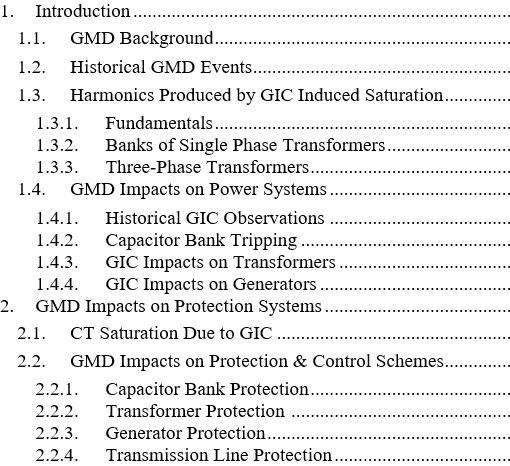 1. Introduction
1.1. GMD Background
1.2. Historical GMD Events
1.3. Harmonics Produced by GIC Induced Saturation
1.3.1. Fundamentals
1.3.2. Banks of Single Phase Transformers
1.3.3. Three-Phase Transformers
1.4. GMD Impacts on Power Systems
1.4.1. Historical GIC Observations
1.4.2. Capacitor Bank Tripping
1.4.3. GIC Impacts on Transformers
1.4.4. GIC Impacts on Generators
2. GMD Impacts on Protection Systems
2.1. CT Saturation Due to GIC
2.2. GMD Impacts on Protection & Control Schemes
2.2.1. Capacitor Bank Protection
2.2.2. Transformer Protection
2.2.3. Generator Protection
2.2.4. Transmission Line Protection